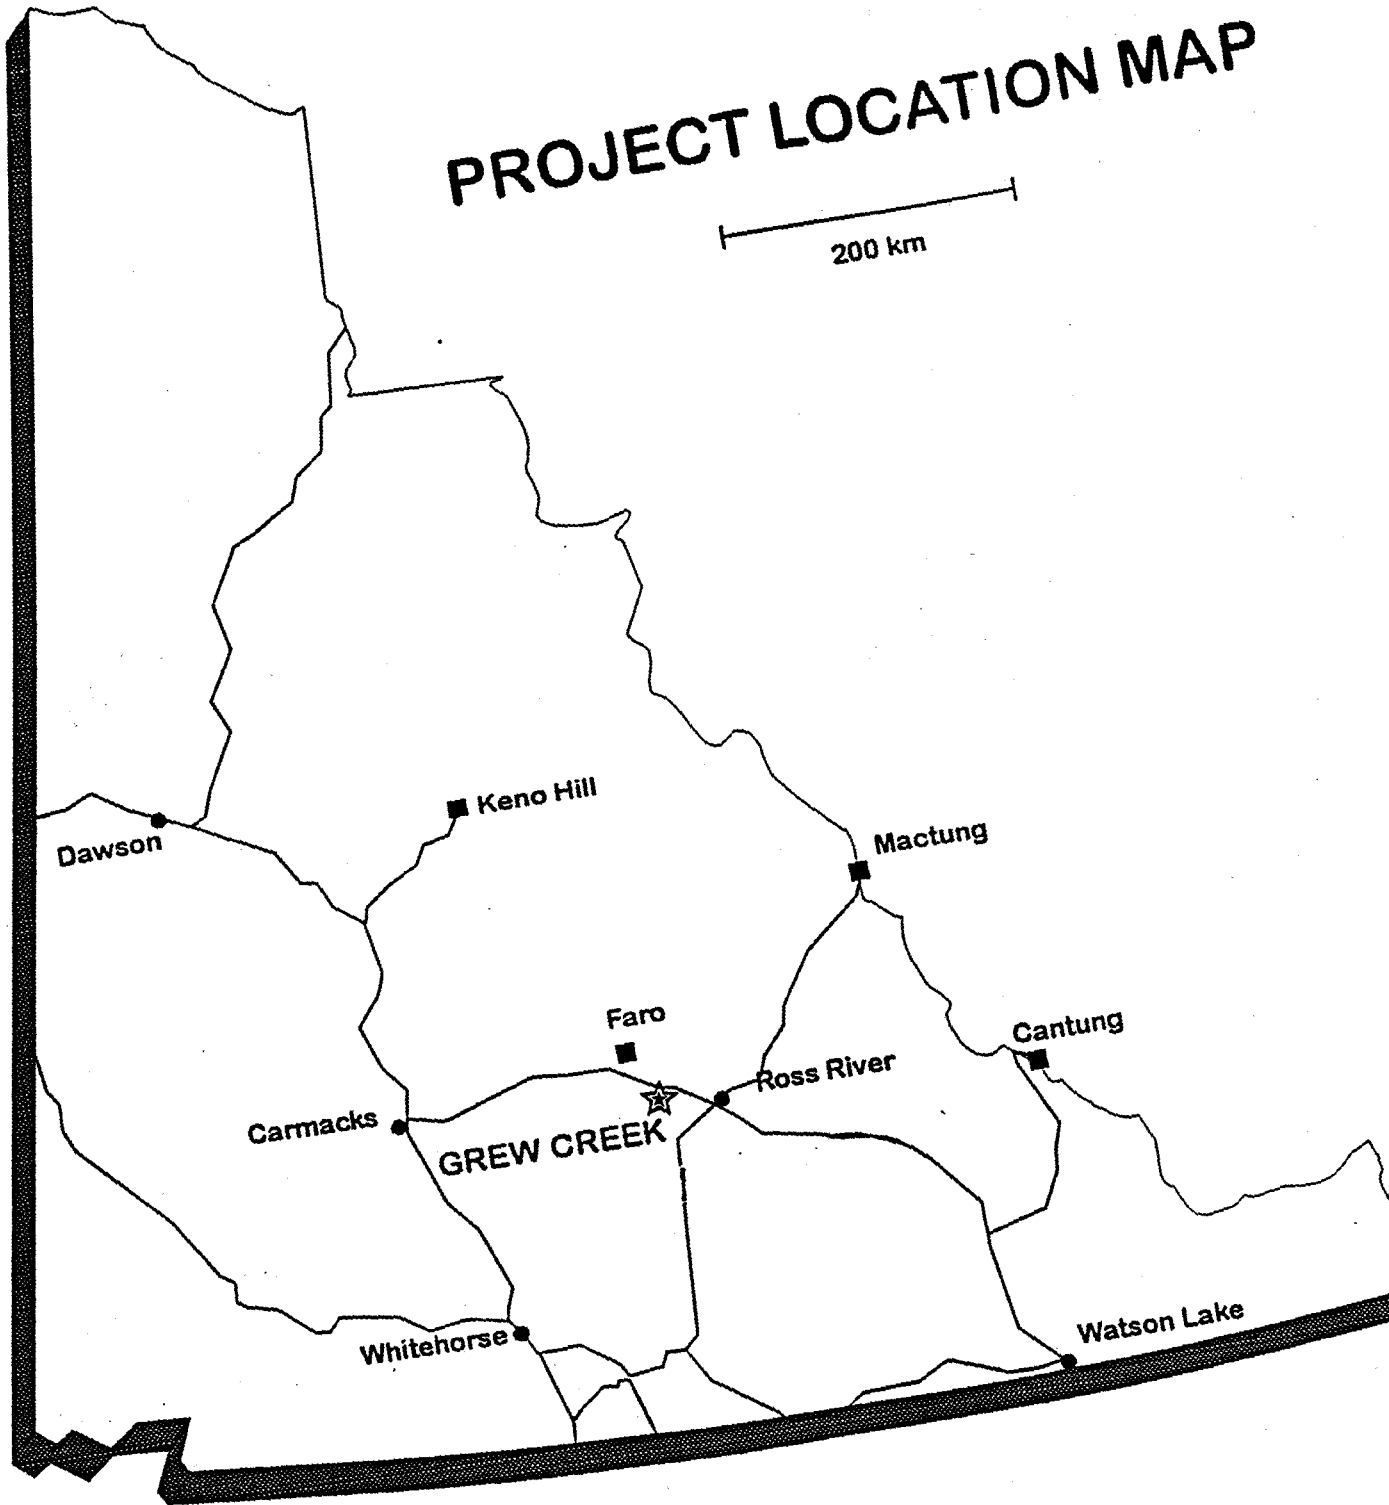 PROJECT LOCATION MAP
200 km
Keno Hill
Dawson
Mactung
Faro
Cantung
Ross River
Carmacks
GREW CREEK
Watson Lake
Whitehorse